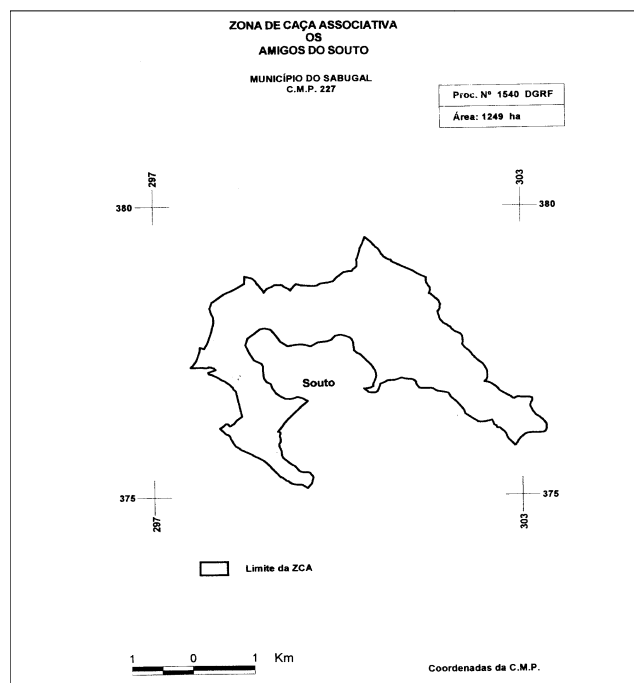 ZONA DE CAÇA ASSOCIATIVA
OS
AMIGOS DO SOUTO
MUNICÍPIO DO SABUGAL
C.M.P. 227
Proc. Nº 1540 DGRF
Área: 1249 ha
297
303
380
380
Souto
375
375
297
303
Limite da ZCA
1 0 1 Km
Coordenadas da C.M.P.